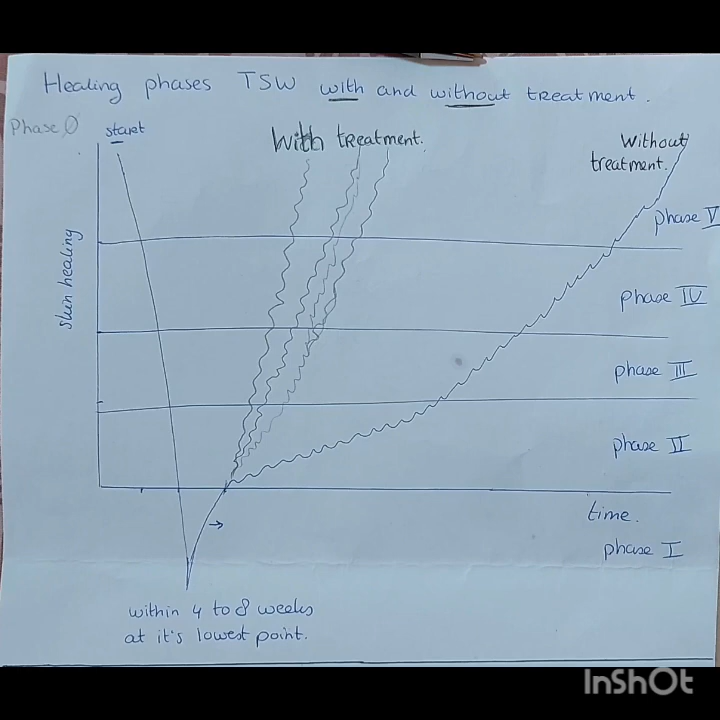 Healing phases TSW with and without treatment.
Phase 0 start
With treatment.
Without
treatment.
phase V
skin healing
phase IV
phase III
phase II
time.
phase I
within 4 to 8 weeks
at it's lowest point.
InShOt